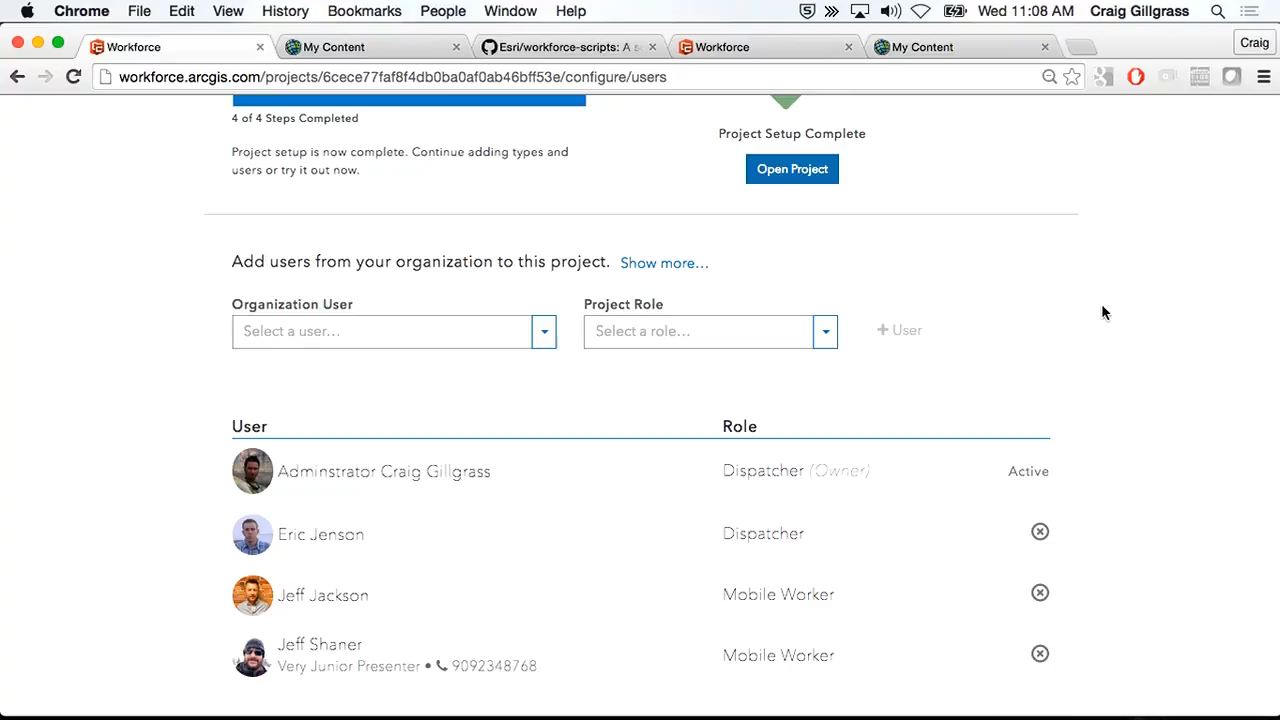 Chrome File Edit View History Bookmarks People Window Help Wed 11:08 AM Craig Gillgrass
Workforce My Content Esri/workforce-scripts: A s Workforce My Content Craig
workforce.arcgis.com/projects/6cece77faf8f4db0ba0af0ab46bff53e/configure/users
4 of 4 Steps Completed
Project Setup Complete
Project setup is now complete. Continue adding types and
users or try it out now.
Open Project
Add users from your organization to this project. Show more...
Organization User Project Role
Select a user... Select a role... + User
User Role
Adminstrator Craig Gillgrass Dispatcher (Owner) Active
Eric Jenson Dispatcher
Jeff Jackson Mobile Worker
Jeff Shaner
Very Junior Presenter • 9092348768 Mobile Worker